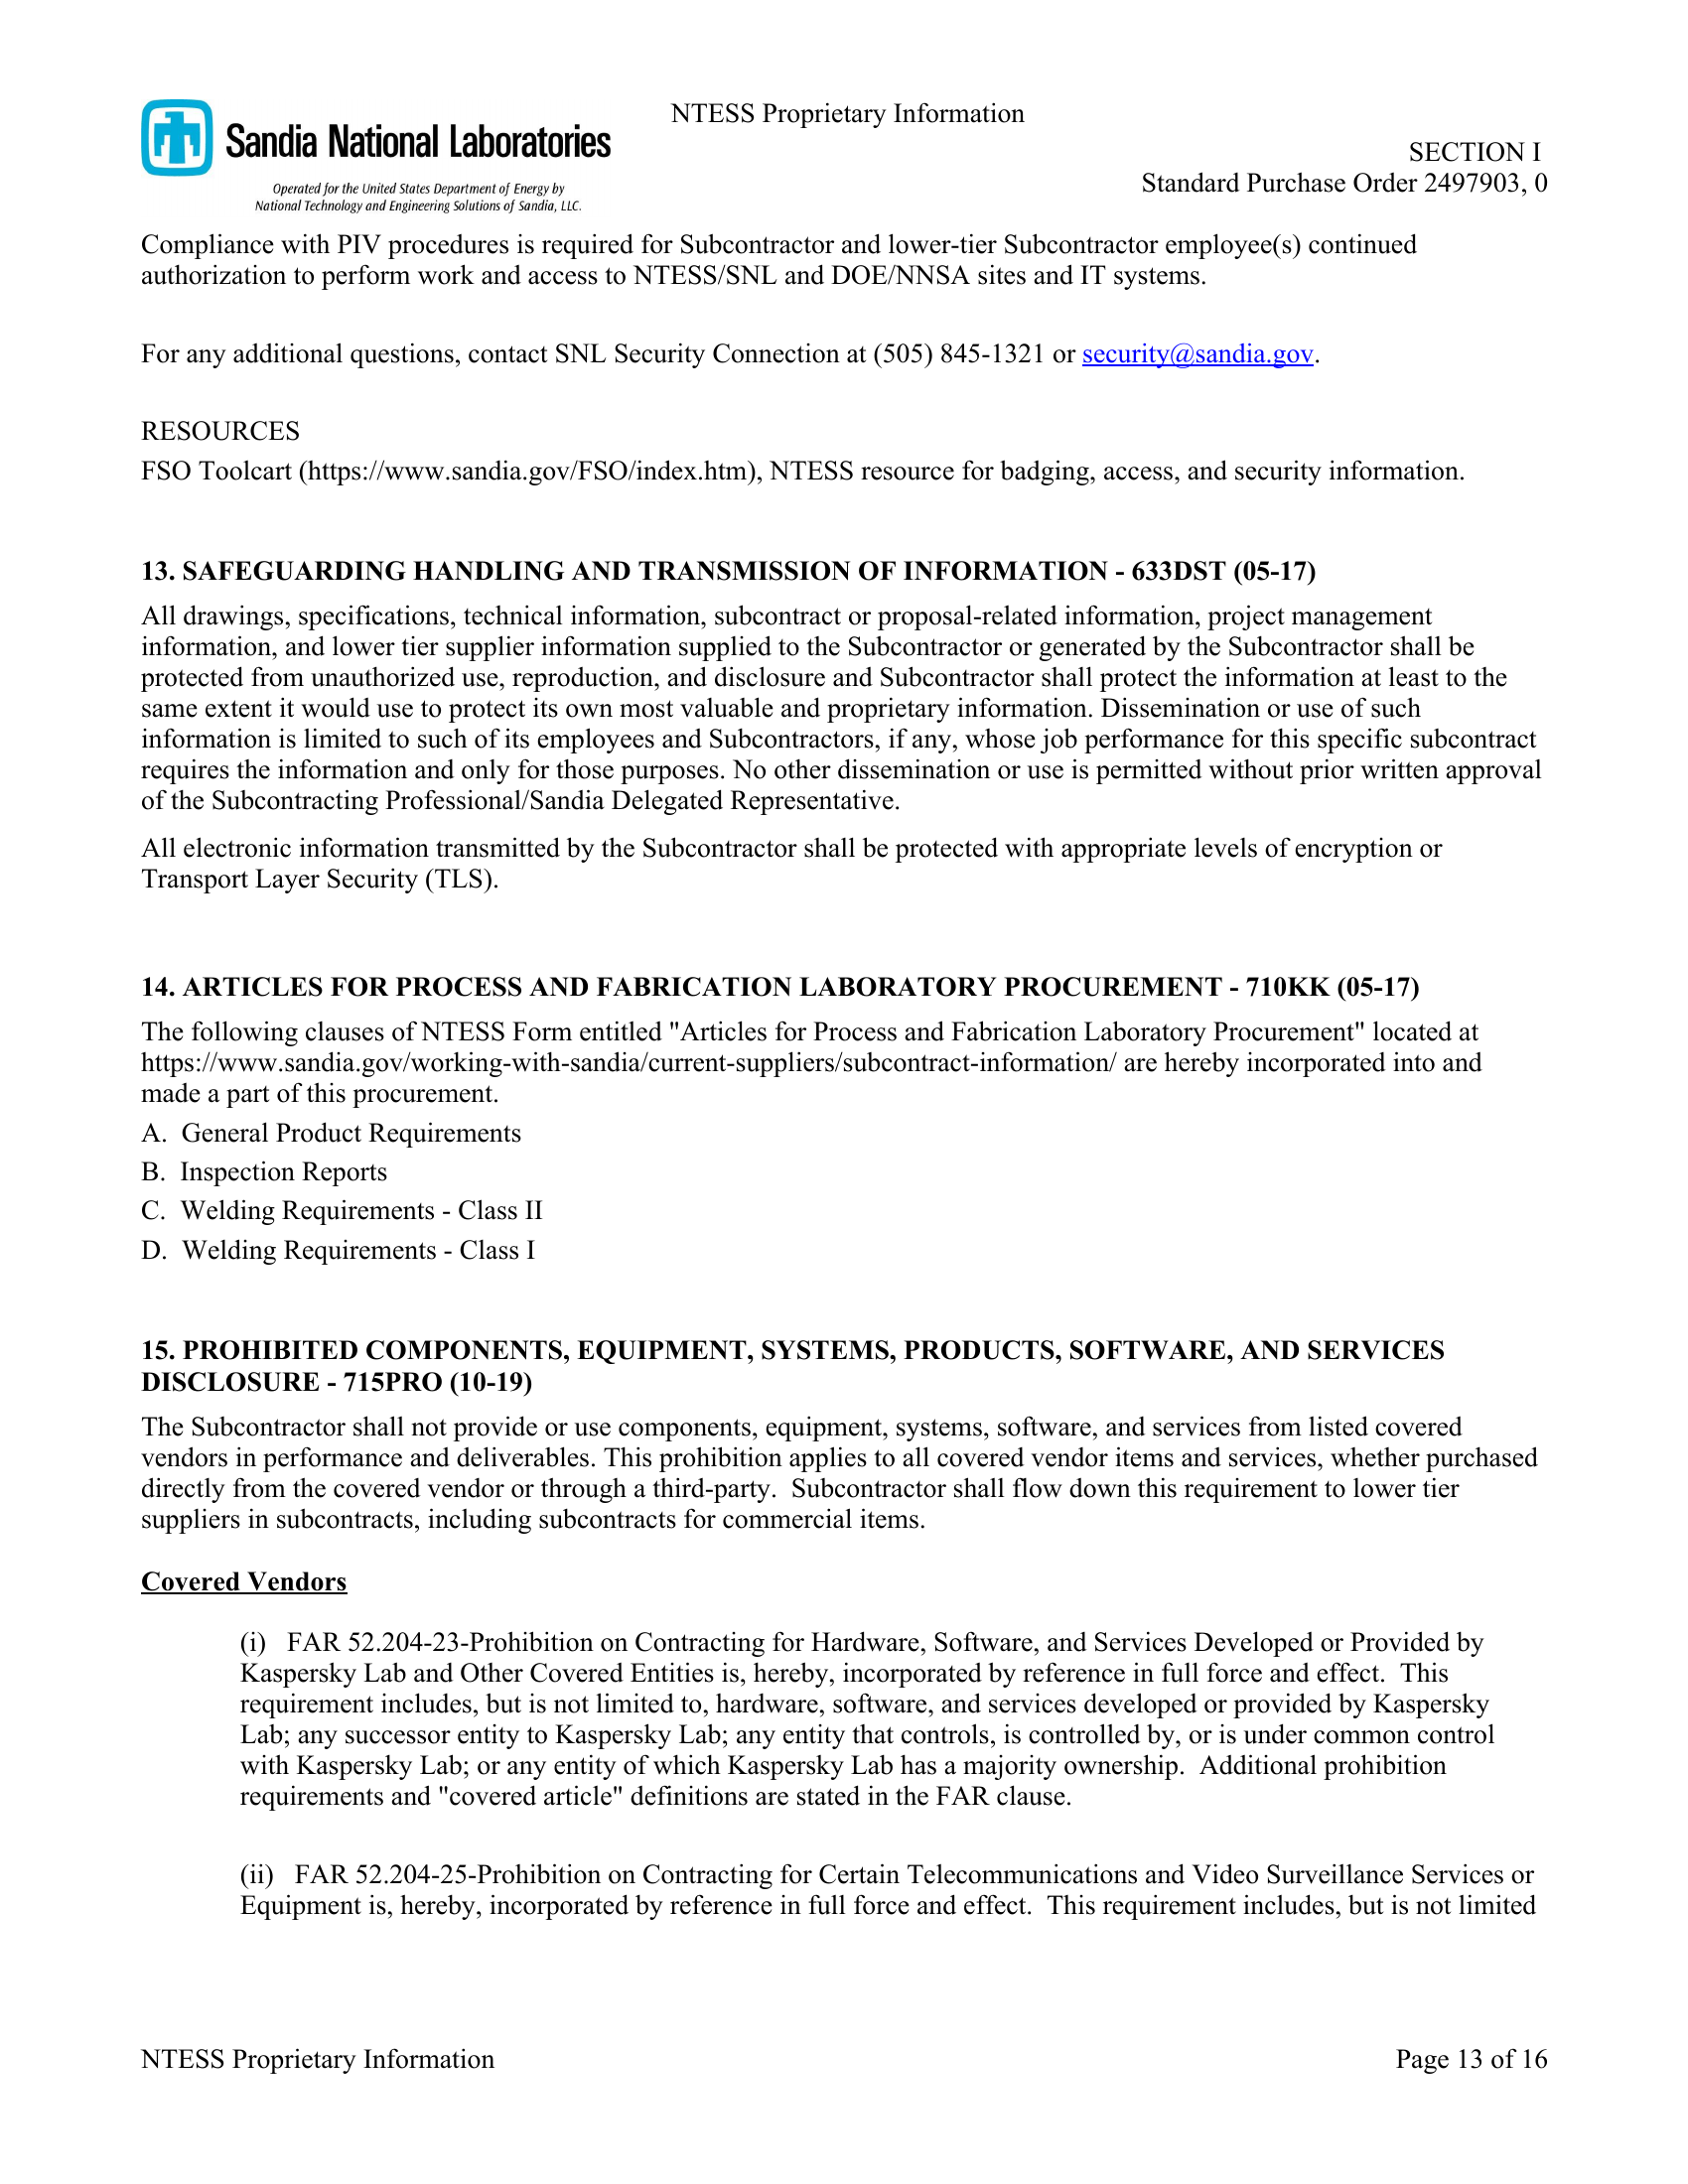 NTESS Proprietary Information
Sandia National Laboratories
SECTION I
Standard Purchase Order 2497903, 0
Operated for the United States Department of Energy by
National Technology and Engineering Solutions of Sandia, LLC.
Compliance with PIV procedures is required for Subcontractor and lower-tier Subcontractor employee(s) continued
authorization to perform work and access to NTESS/SNL and DOE/NNSA sites and IT systems.
For any additional questions, contact SNL Security Connection at (505) 845-1321 or security@sandia.gov.
RESOURCES
FSO Toolcart (https://www.sandia.gov/FSO/index.htm), NTESS resource for badging, access, and security information.
13. SAFEGUARDING HANDLING AND TRANSMISSION OF INFORMATION - 633DST (05-17)
All drawings, specifications, technical information, subcontract or proposal-related information, project management
information, and lower tier supplier information supplied to the Subcontractor or generated by the Subcontractor shall be
protected from unauthorized use, reproduction, and disclosure and Subcontractor shall protect the information at least to the
same extent it would use to protect its own most valuable and proprietary information. Dissemination or use of such
information is limited to such of its employees and Subcontractors, if any, whose job performance for this specific subcontract
requires the information and only for those purposes. No other dissemination or use is permitted without prior written approval
of the Subcontracting Professional/Sandia Delegated Representative.
All electronic information transmitted by the Subcontractor shall be protected with appropriate levels of encryption or
Transport Layer Security (TLS).
14. ARTICLES FOR PROCESS AND FABRICATION LABORATORY PROCUREMENT - 710KK (05-17)
The following clauses of NTESS Form entitled "Articles for Process and Fabrication Laboratory Procurement" located at
https://www.sandia.gov/working-with-sandia/current-suppliers/subcontract-information/ are hereby incorporated into and
made a part of this procurement.
A. General Product Requirements
B. Inspection Reports
C. Welding Requirements - Class II
D. Welding Requirements - Class I
15. PROHIBITED COMPONENTS, EQUIPMENT, SYSTEMS, PRODUCTS, SOFTWARE, AND SERVICES
DISCLOSURE - 715PRO (10-19)
The Subcontractor shall not provide or use components, equipment, systems, software, and services from listed covered
vendors in performance and deliverables. This prohibition applies to all covered vendor items and services, whether purchased
directly from the covered vendor or through a third-party. Subcontractor shall flow down this requirement to lower tier
suppliers in subcontracts, including subcontracts for commercial items.
Covered Vendors
(i) FAR 52.204-23-Prohibition on Contracting for Hardware, Software, and Services Developed or Provided by
Kaspersky Lab and Other Covered Entities is, hereby, incorporated by reference in full force and effect. This
requirement includes, but is not limited to, hardware, software, and services developed or provided by Kaspersky
Lab; any successor entity to Kaspersky Lab; any entity that controls, is controlled by, or is under common control
with Kaspersky Lab; or any entity of which Kaspersky Lab has a majority ownership. Additional prohibition
requirements and "covered article" definitions are stated in the FAR clause.
(ii) FAR 52.204-25-Prohibition on Contracting for Certain Telecommunications and Video Surveillance Services or
Equipment is, hereby, incorporated by reference in full force and effect. This requirement includes, but is not limited
NTESS Proprietary Information
Page 13 of 16